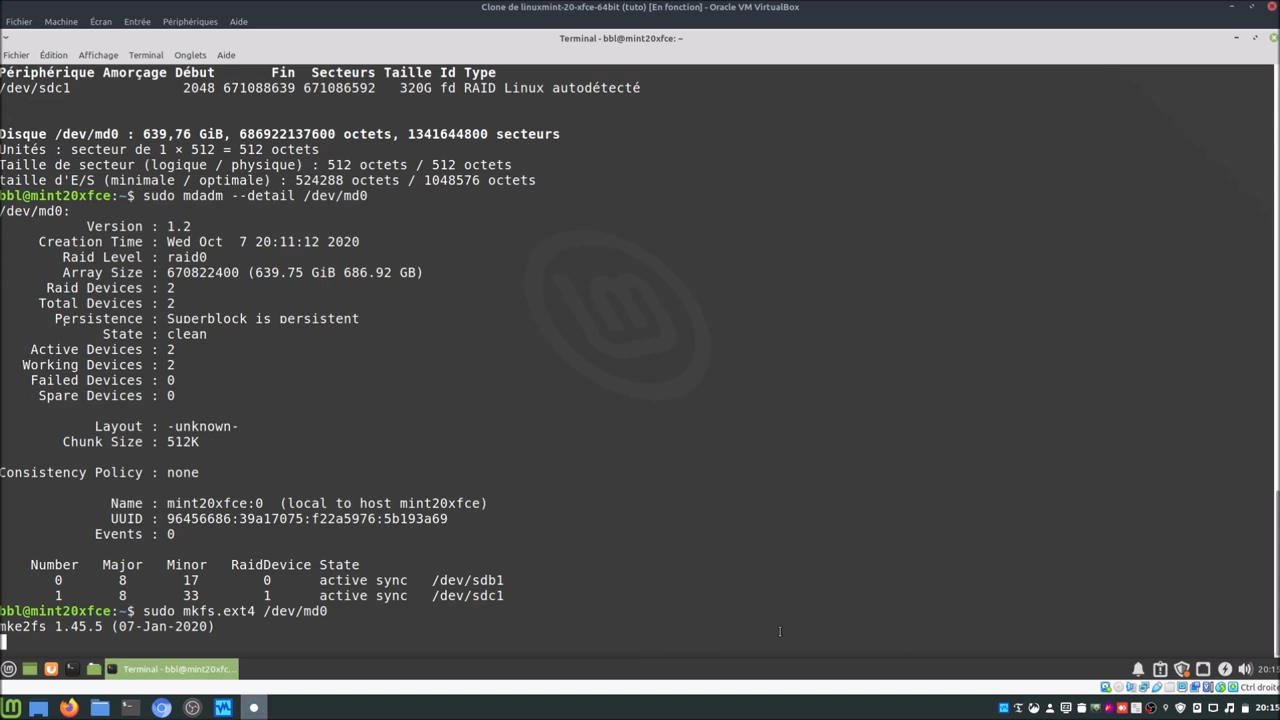 Clone de linuxmint-20-xfce-64bit (tuto) [En fonction] - Oracle VM VirtualBox
Fichier Machine Écran Entrée Périphériques Aide
Terminal - bbl@mint20xfce: ~
Fichier Édition Affichage Terminal Onglets Aide
Périphérique Amorçage Début Fin Secteurs Taille Id Type
/dev/sdc1 2048 671088639 671086592 320G fd RAID Linux autodétecté
Disque /dev/md0 : 639,76 GiB, 686922137600 octets, 1341644800 secteurs
Unités : secteur de 1 × 512 = 512 octets
Taille de secteur (logique / physique) : 512 octets / 512 octets
taille d'E/S (minimale / optimale) : 524288 octets / 1048576 octets
bbl@mint20xfce:~$ sudo mdadm --detail /dev/md0
/dev/md0:
Version : 1.2
Creation Time : Wed Oct 7 20:11:12 2020
Raid Level : raid0
Array Size : 670822400 (639.75 GiB 686.92 GB)
Raid Devices : 2
Total Devices : 2
Persistence : Superblock is persistent
State : clean
Active Devices : 2
Working Devices : 2
Failed Devices : 0
Spare Devices : 0
Layout : -unknown-
Chunk Size : 512K
Consistency Policy : none
Name : mint20xfce:0 (local to host mint20xfce)
UUID : 96456686:39a17075:f22a5976:5b193a69
Events : 0
Number Major Minor RaidDevice State
0 8 17 0 active sync /dev/sdb1
1 8 33 1 active sync /dev/sdc1
bbl@mint20xfce:~$ sudo mkfs.ext4 /dev/md0
mke2fs 1.45.5 (07-Jan-2020)
Terminal - bbl@mint20xfc... 20:15
Ctrl droite
20:15